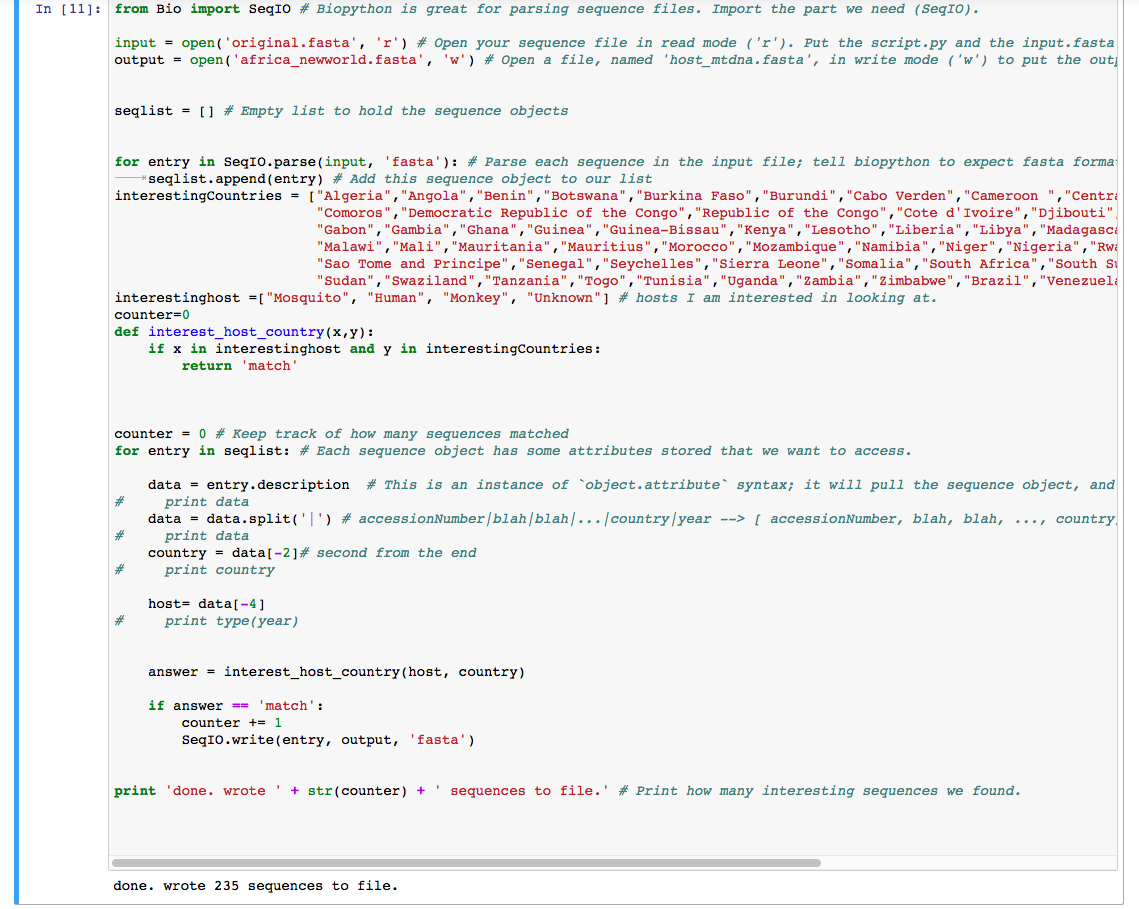 In [11]: from Bio import SeqIO # Biopython is great for parsing sequence files. Import the part we need (SeqIO).
input = open('original.fasta', 'r') # Open your sequence file in read mode ('r'). Put the script.py and the input.fasta
output = open('africa_newworld.fasta', 'w') # Open a file, named 'host_mtdna.fasta', in write mode ('w') to put the
seqlist = [] # Empty list to hold the sequence objects
for entry in SeqIO.parse(input, 'fasta'): # Parse each sequence in the input file; tell biopython to expect fasta
seqlist.append(entry) # Add this sequence object to our list
interestingCountries = ["Algeria","Angola","Benin","Botswana","Burkina Faso","Burundi","Cabo Verden","Cameroon ",
"Comoros","Democratic Republic of the Congo","Republic of the Congo","Cote d'Ivoire","Djibouti"
"Gabon","Gambia","Ghana","Guinea","Guinea-Bissau","Kenya","Lesotho","Liberia","Libya",
"Malawi","Mali","Mauritania","Mauritius","Morocco","Mozambique","Namibia","Niger","Nigeria",
"Sao Tome and Principe","Senegal","Seychelles","Sierra Leone","Somalia","South Africa","South
"Sudan","Swaziland","Tanzania","Togo","Tunisia","Uganda","Zambia","Zimbabwe","Brazil",
interestinghost =["Mosquito", "Human", "Monkey", "Unknown"] # hosts I am interested in looking at.
counter=0
def interest_host_country(x,y):
    if x in interestinghost and y in interestingCountries:
        return 'match'
counter = 0 # Keep track of how many sequences matched
for entry in seqlist: # Each sequence object has some attributes stored that we want to access.
    data = entry.description  # This is an instance of `object.attribute` syntax; it will pull the sequence object, and
#     print data
    data = data.split('|') # accessionNumber|blah|blah|...|country|year --> [ accessionNumber, blah, blah, ..., country
#     print data
    country = data[-2]# second from the end
#     print country
    host= data[-4]
#     print type(year)
    answer = interest_host_country(host, country)
    if answer == 'match':
        counter += 1
        SeqIO.write(entry, output, 'fasta')
print 'done. wrote ' + str(counter) + ' sequences to file.' # Print how many interesting sequences we found.
done. wrote 235 sequences to file.